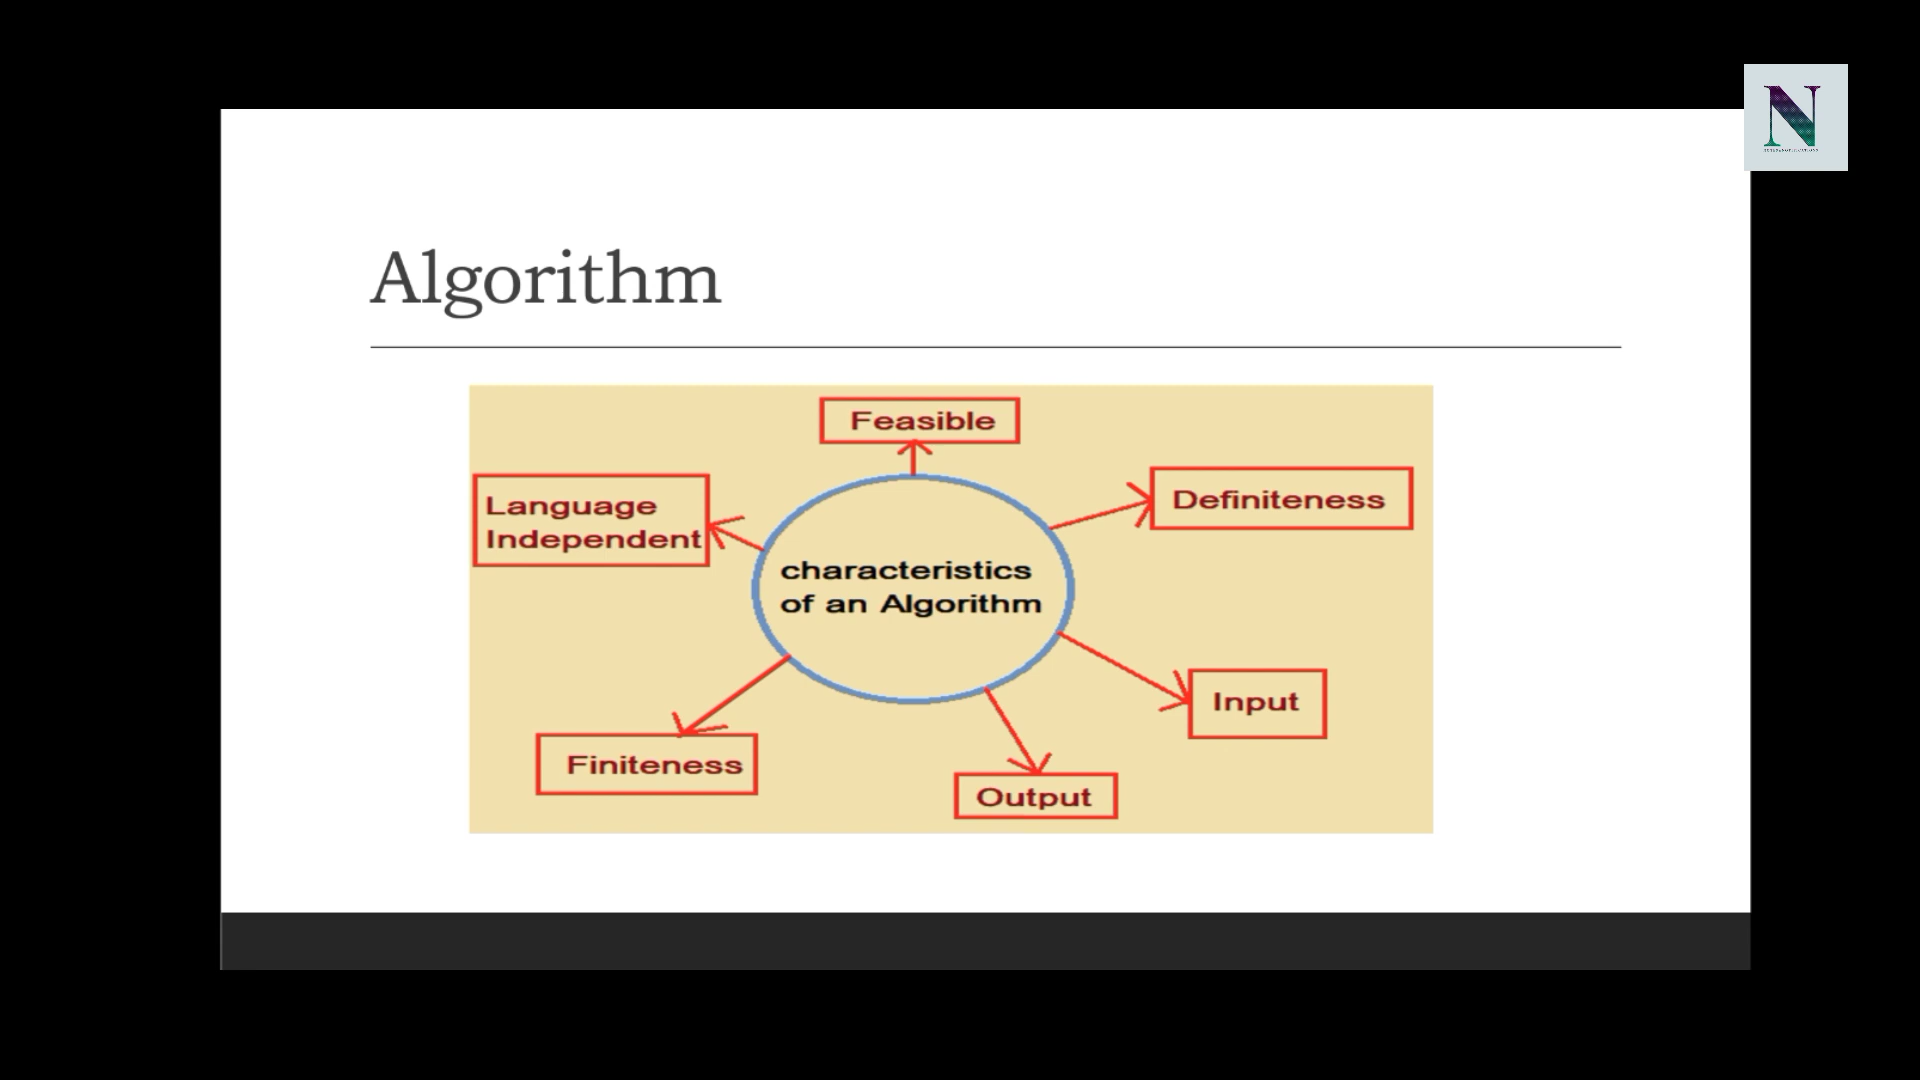 N
Algorithm
Feasible
Language
Independent
Definiteness
characteristics
of an Algorithm
Input
Finiteness
Output